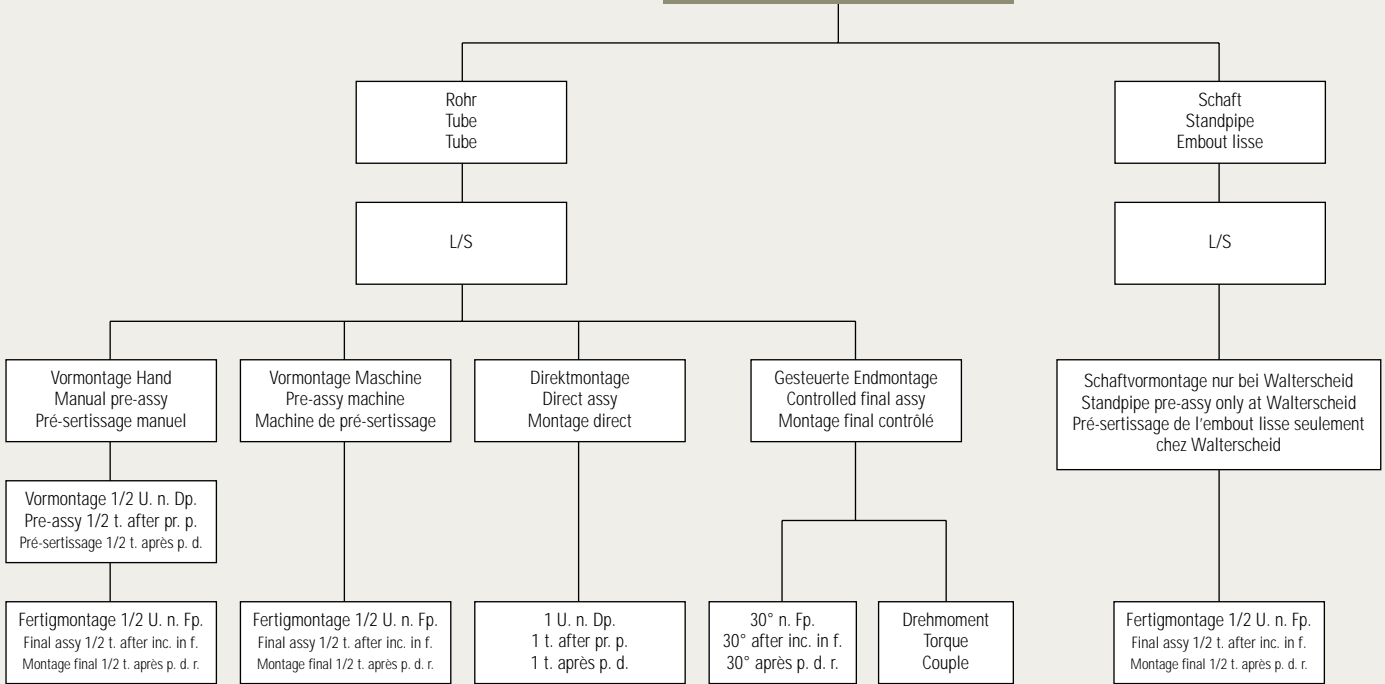 Rohr
Tube
Tube
Schaft
Standpipe
Embout lisse
L/S
L/S
Vormontage Hand
Manual pre-assy
Pré-sertissage manuel
Vormontage Maschine
Pre-assy machine
Machine de pré-sertissage
Direktmontage
Direct assy
Montage direct
Gesteuerte Endmontage
Controlled final assy
Montage final contrôlé
Schaftvormontage nur bei Walterscheid
Standpipe pre-assy only at Walterscheid
Pré-sertissage de l'embout lisse seulement
chez Walterscheid
Vormontage 1/2 U. n. Dp.
Pre-assy 1/2 t. after pr. p.
Pré-sertissage 1/2 t. après p. d.
Fertigmontage 1/2 U. n. Fp.
Final assy 1/2 t. after inc. in f.
Montage final 1/2 t. après p. d. r.
Fertigmontage 1/2 U. n. Fp.
Final assy 1/2 t. after inc. in f.
Montage final 1/2 t. après p. d. r.
1 U. n. Dp.
1 t. after pr. p.
1 t. après p. d.
30° n. Fp.
30° after inc. in f.
30° après p. d. r.
Drehmoment
Torque
Couple
Fertigmontage 1/2 U. n. Fp.
Final assy 1/2 t. after inc. in f.
Montage final 1/2 t. après p. d. r.